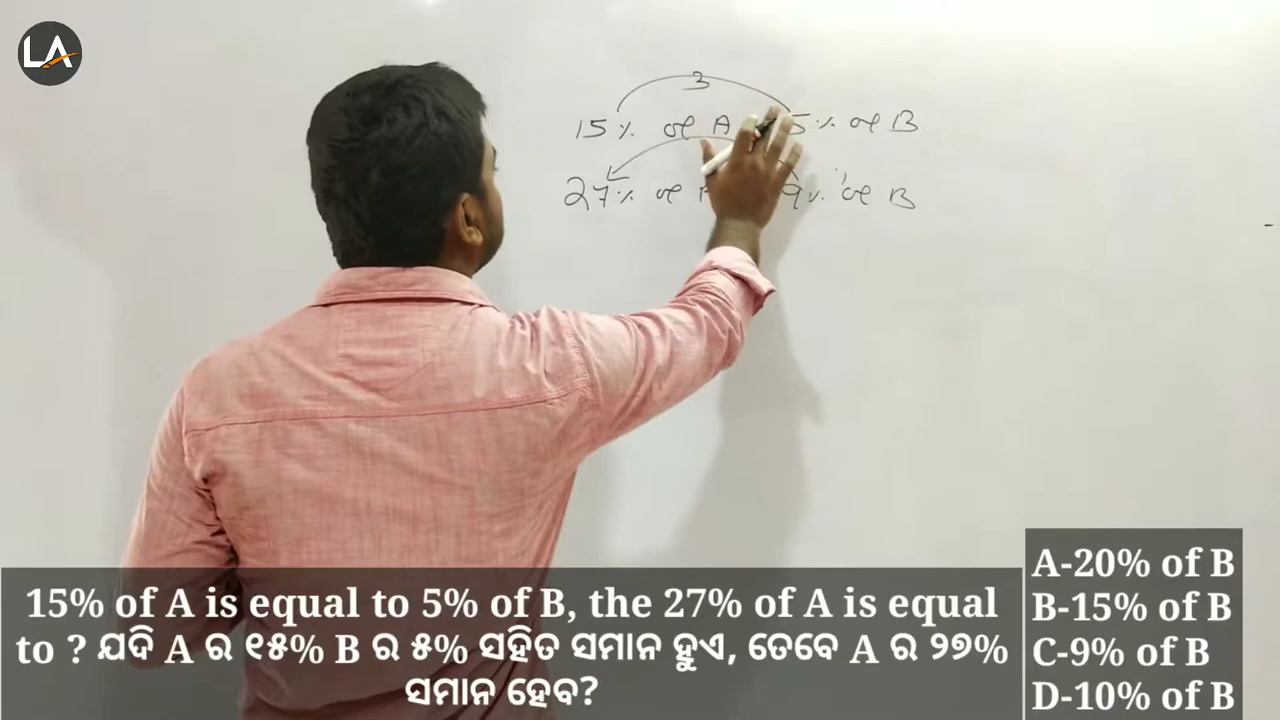 LA
3
15% of A 5% of B
27% of 9% of B
15% of A is equal to 5% of B, the 27% of A is equal
to ? ଯଦି A ର ୧୫% B ର ୫% ସହିତ ସମାନ ହୁଏ, ତେବେ A ର ୨୭%
ସମାନ ହେବ?
A-20% of B
B-15% of B
C-9% of B
D-10% of B